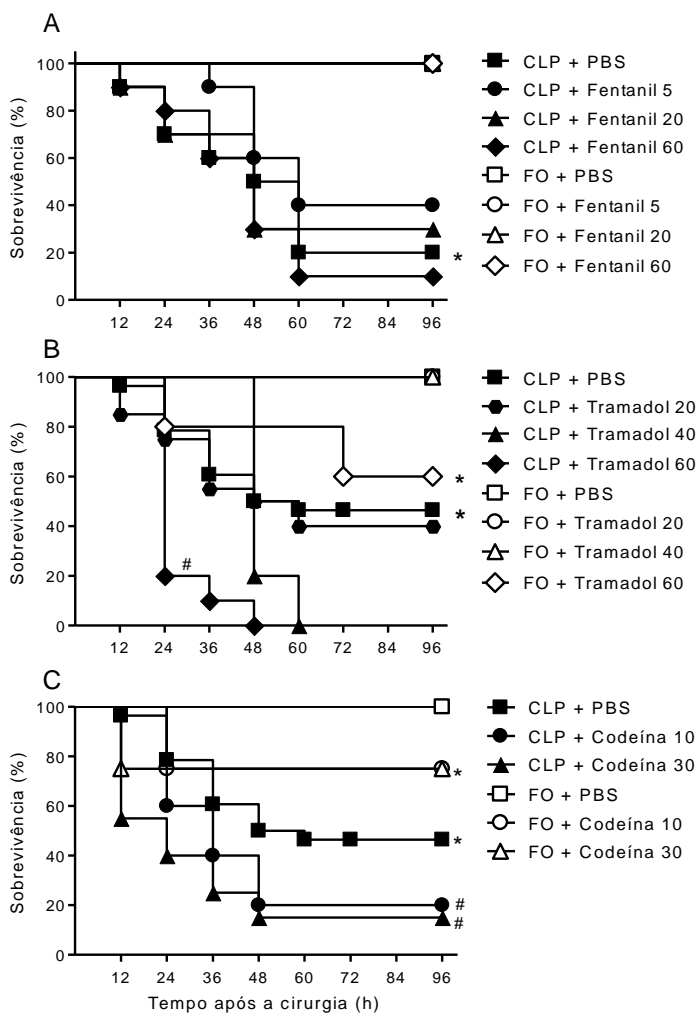 A
Sobrevivência (%)
100
80
60
40
20
0
12 24 36 48 60 72 84 96
*
CLP + PBS
CLP + Fentanil 5
CLP + Fentanil 20
CLP + Fentanil 60
FO + PBS
FO + Fentanil 5
FO + Fentanil 20
FO + Fentanil 60
B
Sobrevivência (%)
100
80
60
40
20
0
12 24 36 48 60 72 84 96
*
*
#
CLP + PBS
CLP + Tramadol 20
CLP + Tramadol 40
CLP + Tramadol 60
FO + PBS
FO + Tramadol 20
FO + Tramadol 40
FO + Tramadol 60
C
Sobrevivência (%)
100
80
60
40
20
0
12 24 36 48 60 72 84 96
*
*
#
#
Tempo após a cirurgia (h)
CLP + PBS
CLP + Codeína 10
CLP + Codeína 30
FO + PBS
FO + Codeína 10
FO + Codeína 30